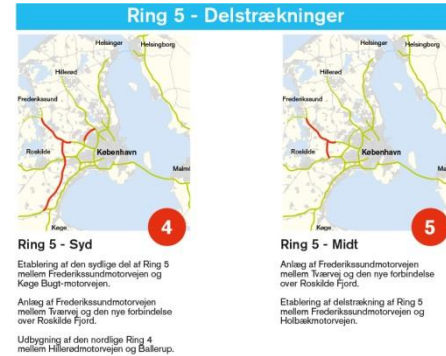 Ring 5 - Delstrækninger
Helsingør
Helsingborg
Hillerød
Frederikssund
Roskilde
København
Malmö
Køge
4
Ring 5 - Syd
Etablering af den sydlige del af Ring 5
mellem Frederikssundmotorvejen og
Køge Bugt-motorvejen.
Anlæg af Frederikssundmotorvejen
mellem Tværvej og den nye forbindelse
over Roskilde Fjord.
Udbygning af den nordlige Ring 4
mellem Hillerødmotorvejen og Ballerup.
Helsingør
Helsingborg
Hillerød
Frederikssund
Roskilde
København
Ma
Køge
5
Ring 5 - Midt
Anlæg af Frederikssundmotorvejen
mellem Tværvej og den nye forbindelse
over Roskilde Fjord.
Etablering af delstrækning af Ring 5
mellem Frederikssundmotorvejen og
Holbækmotorvejen.